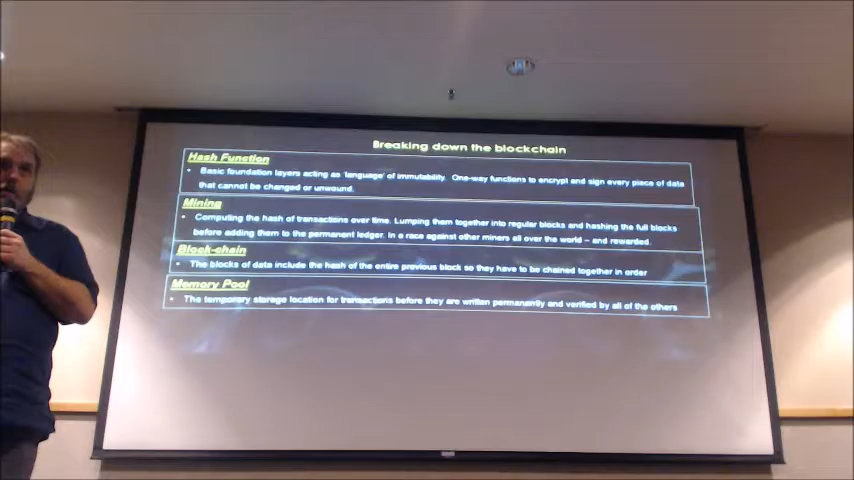 Breaking down the blockchain
Hash Function
• Basic foundation layers acting as 'language' of immutability. One-way functions to encrypt and sign every piece of data
that cannot be changed or unwound.
Mining
• Computing the hash of transactions over time. Lumping them together into regular blocks and hashing the full blocks
before adding them to the permanent ledger. In a race against other miners all over the world – and rewarded.
Block-chain
• The blocks of data include the hash of the entire previous block so they have to be chained together in order
Memory Pool
• The temporary storage location for transactions before they are written permanently and verified by all of the others